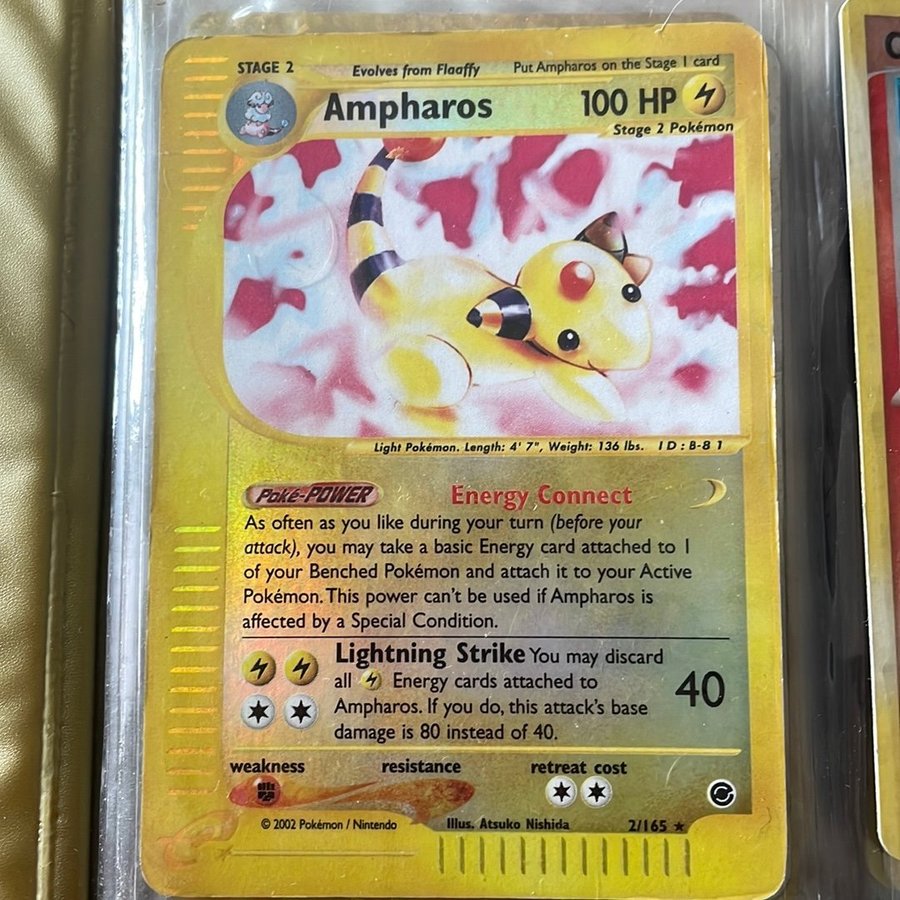 STAGE 2 Evolves from Flaaffy Put Ampharos on the Stage 1 card
Ampharos 100 HP
Stage 2 Pokémon
Light Pokémon. Length: 4' 7", Weight: 136 lbs. ID: B-81
Poké-POWER Energy Connect
As often as you like during your turn (before your
attack), you may take a basic Energy card attached to 1
of your Benched Pokémon and attach it to your Active
Pokémon. This power can't be used if Ampharos is
affected by a Special Condition.
Lightning Strike You may discard
all Energy cards attached to
Ampharos. If you do, this attack's base
damage is 80 instead of 40.
40
weakness resistance retreat cost
© 2002 Pokémon / Nintendo Illus. Atsuko Nishida 2/165 ★